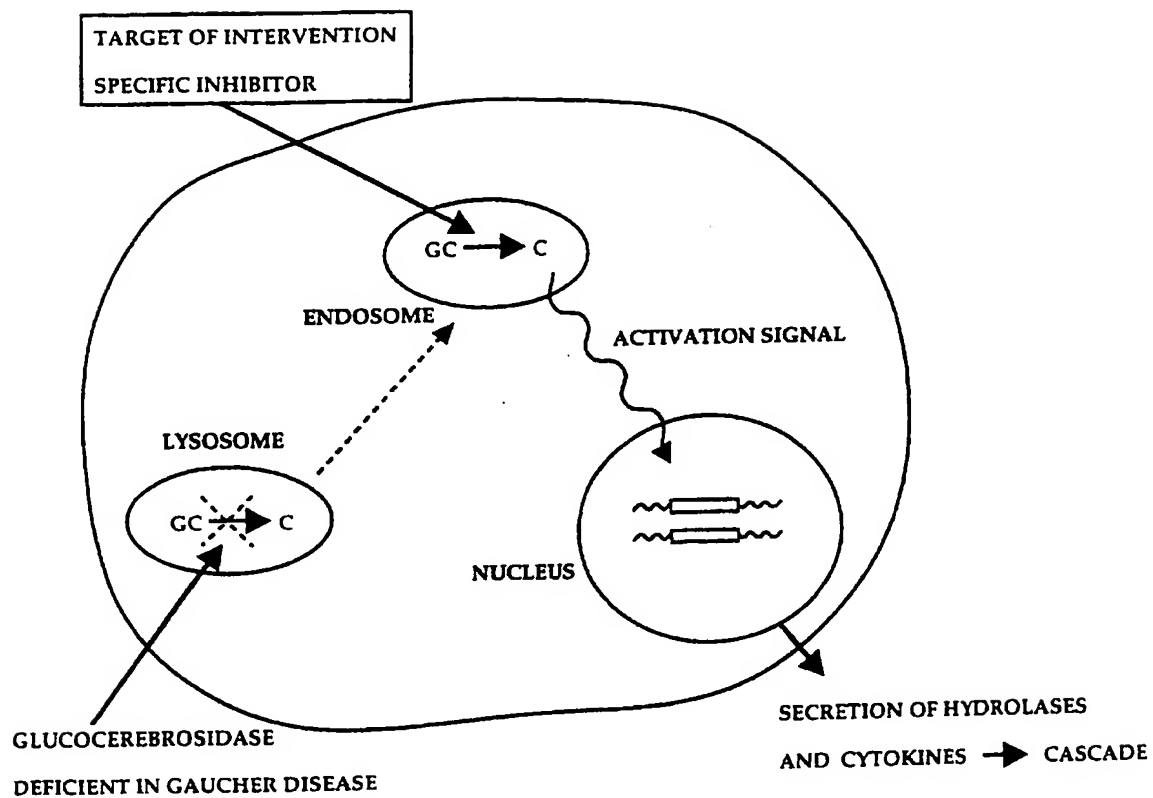 TARGET OF INTERVENTION
SPECIFIC INHIBITOR
GC → C
ENDOSOME
ACTIVATION SIGNAL
LYSOSOME
GC → C
NUCLEUS
GLUCOCEREBROSIDASE
DEFICIENT IN GAUCHER DISEASE
SECRETION OF HYDROLASES
AND CYTOKINES → CASCADE